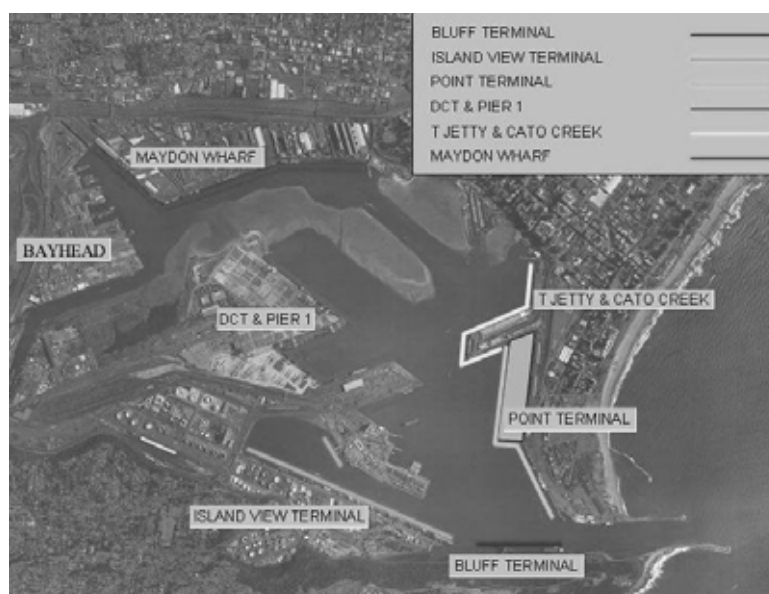 BLUFF TERMINAL
ISLAND VIEW TERMINAL
POINT TERMINAL
DCT & PIER 1
T JETTY & CATO CREEK
MAYDON WHARF
MAYDON WHARF
BAYHEAD
T JETTY & CATO CREEK
DCT & PIER 1
POINT TERMINAL
ISLAND VIEW TERMINAL
BLUFF TERMINAL